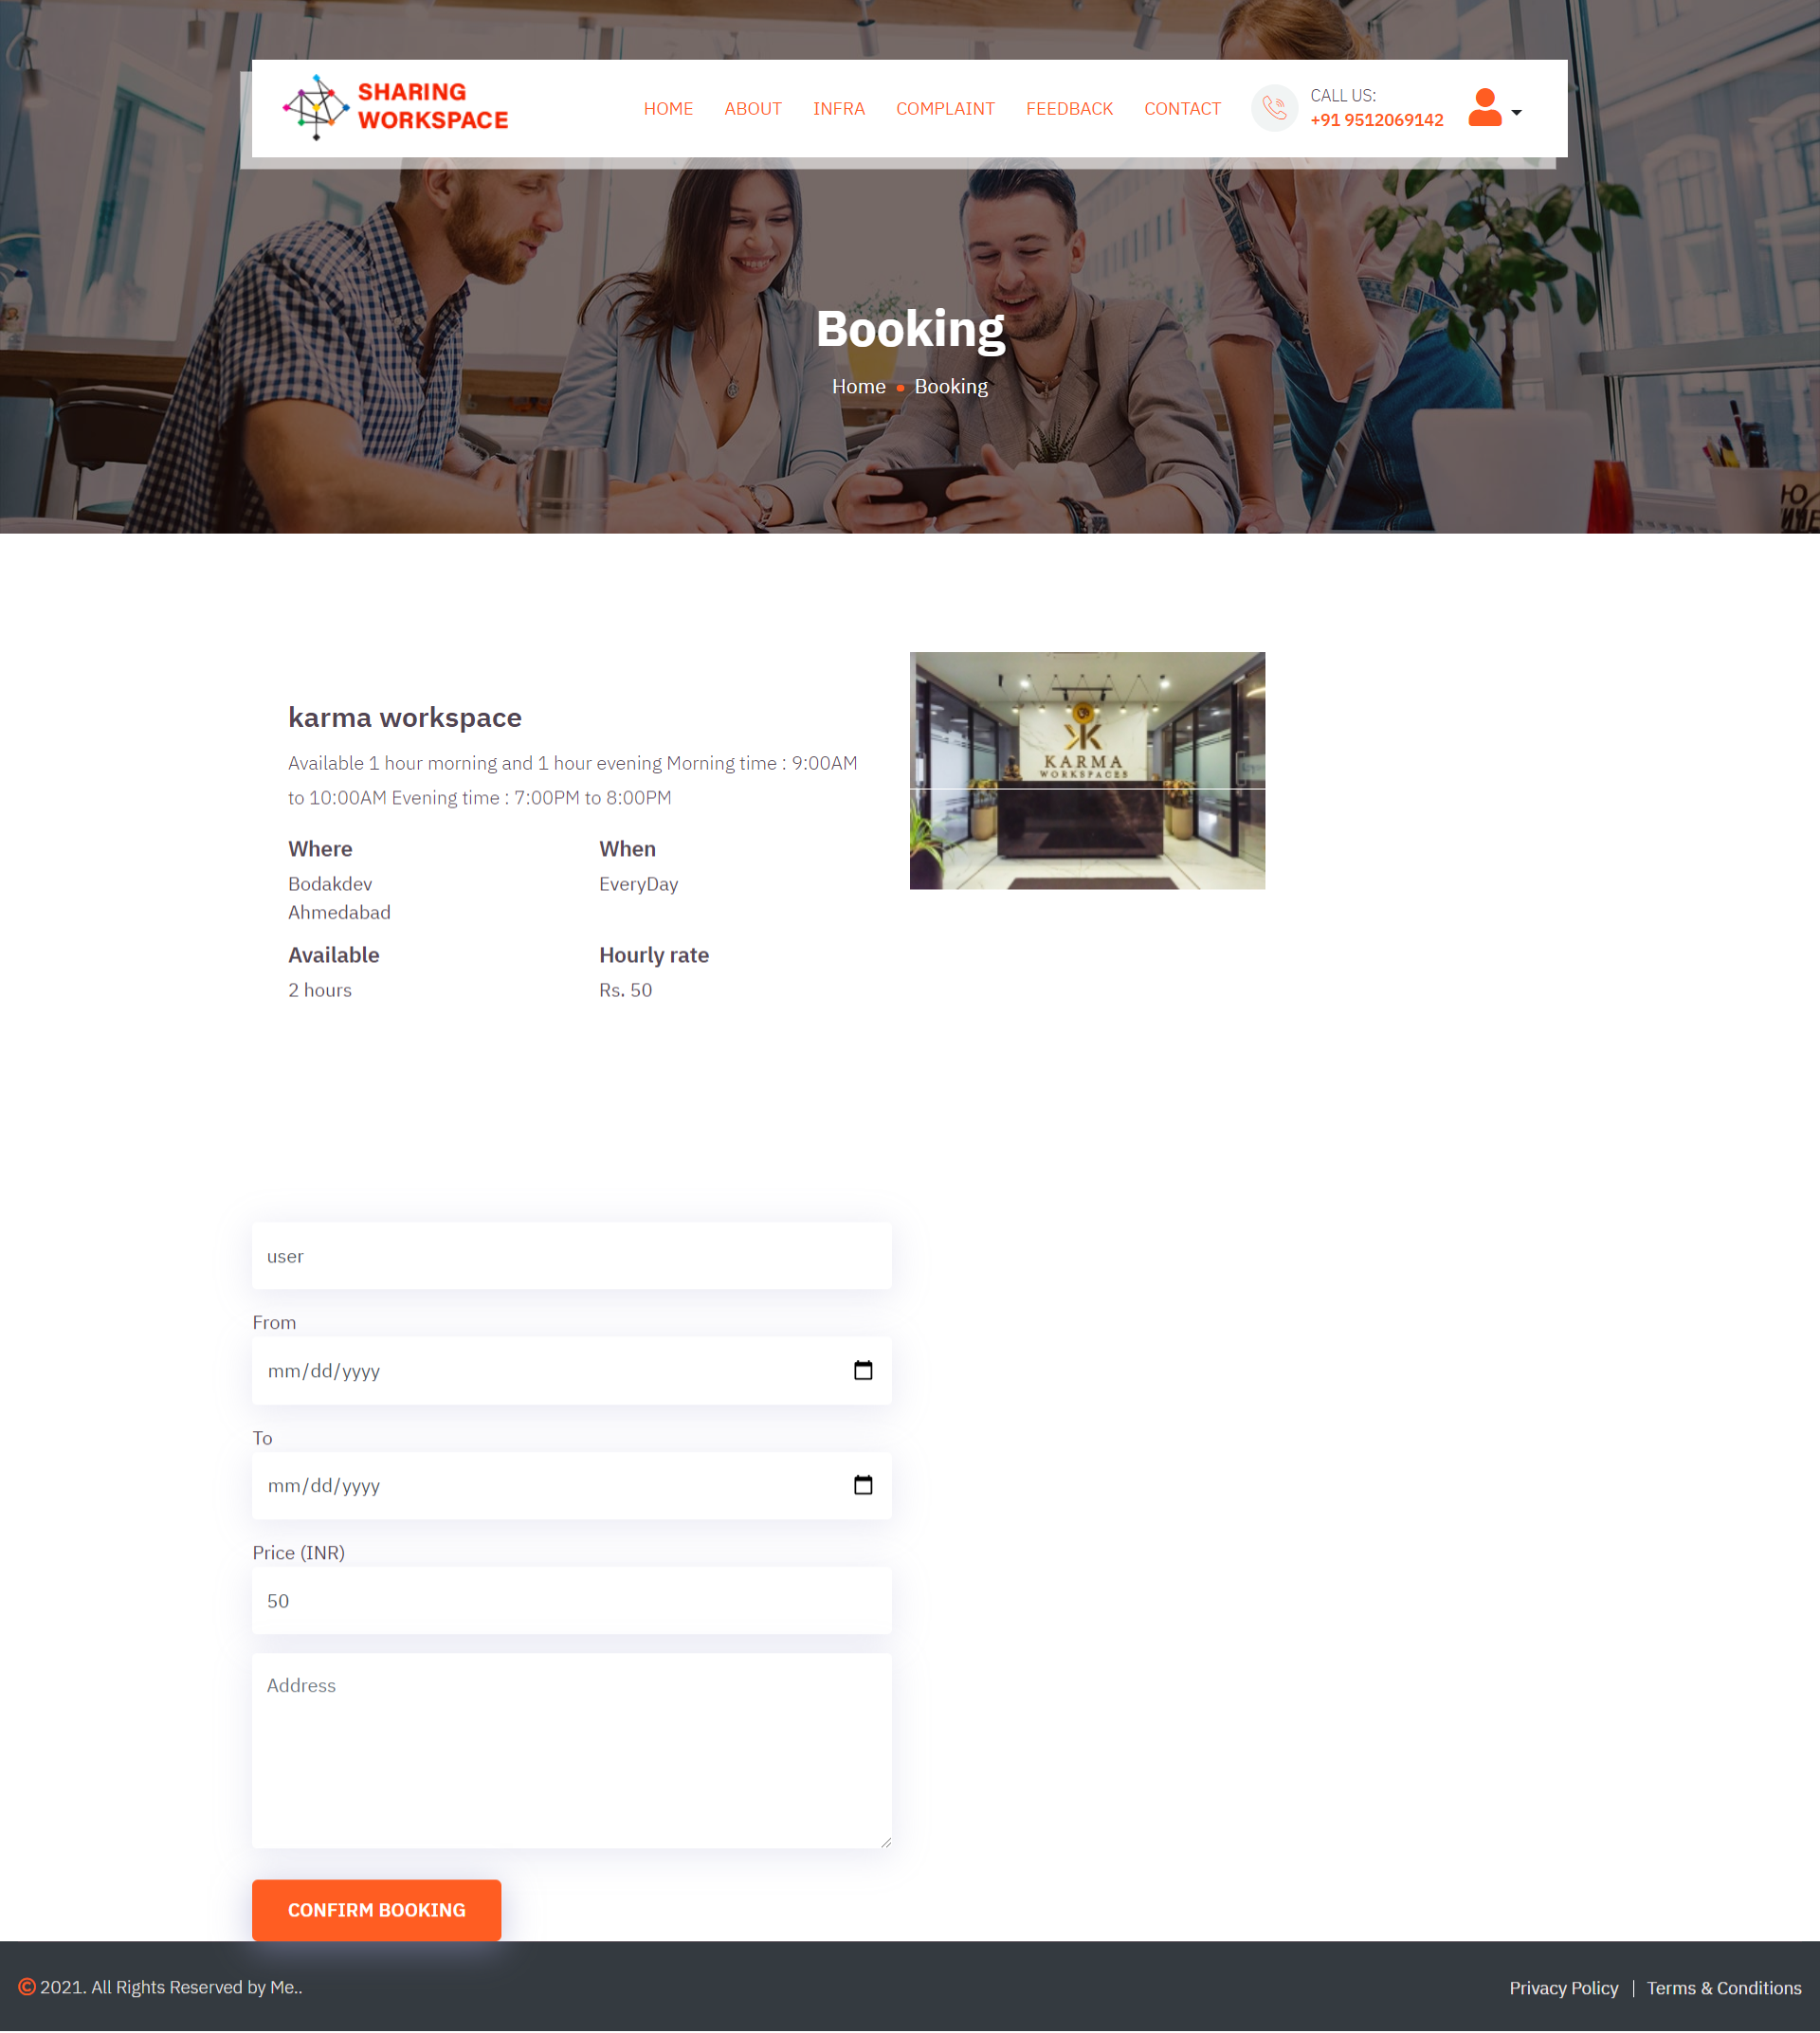 SHARING
WORKSPACE
HOME ABOUT INFRA COMPLAINT FEEDBACK CONTACT
CALL US:
+91 9512069142
Booking
Home Booking
karma workspace
Available 1 hour morning and 1 hour evening Morning time : 9:00AM
to 10:00AM Evening time : 7:00PM to 8:00PM
Where
Bodakdev
Ahmedabad
When
EveryDay
Available
2 hours
Hourly rate
Rs. 50
KARMA
WORKSPACES
user
From
mm/dd/yyyy
To
mm/dd/yyyy
Price (INR)
50
Address
CONFIRM BOOKING
© 2021. All Rights Reserved by Me..
Privacy Policy | Terms & Conditions